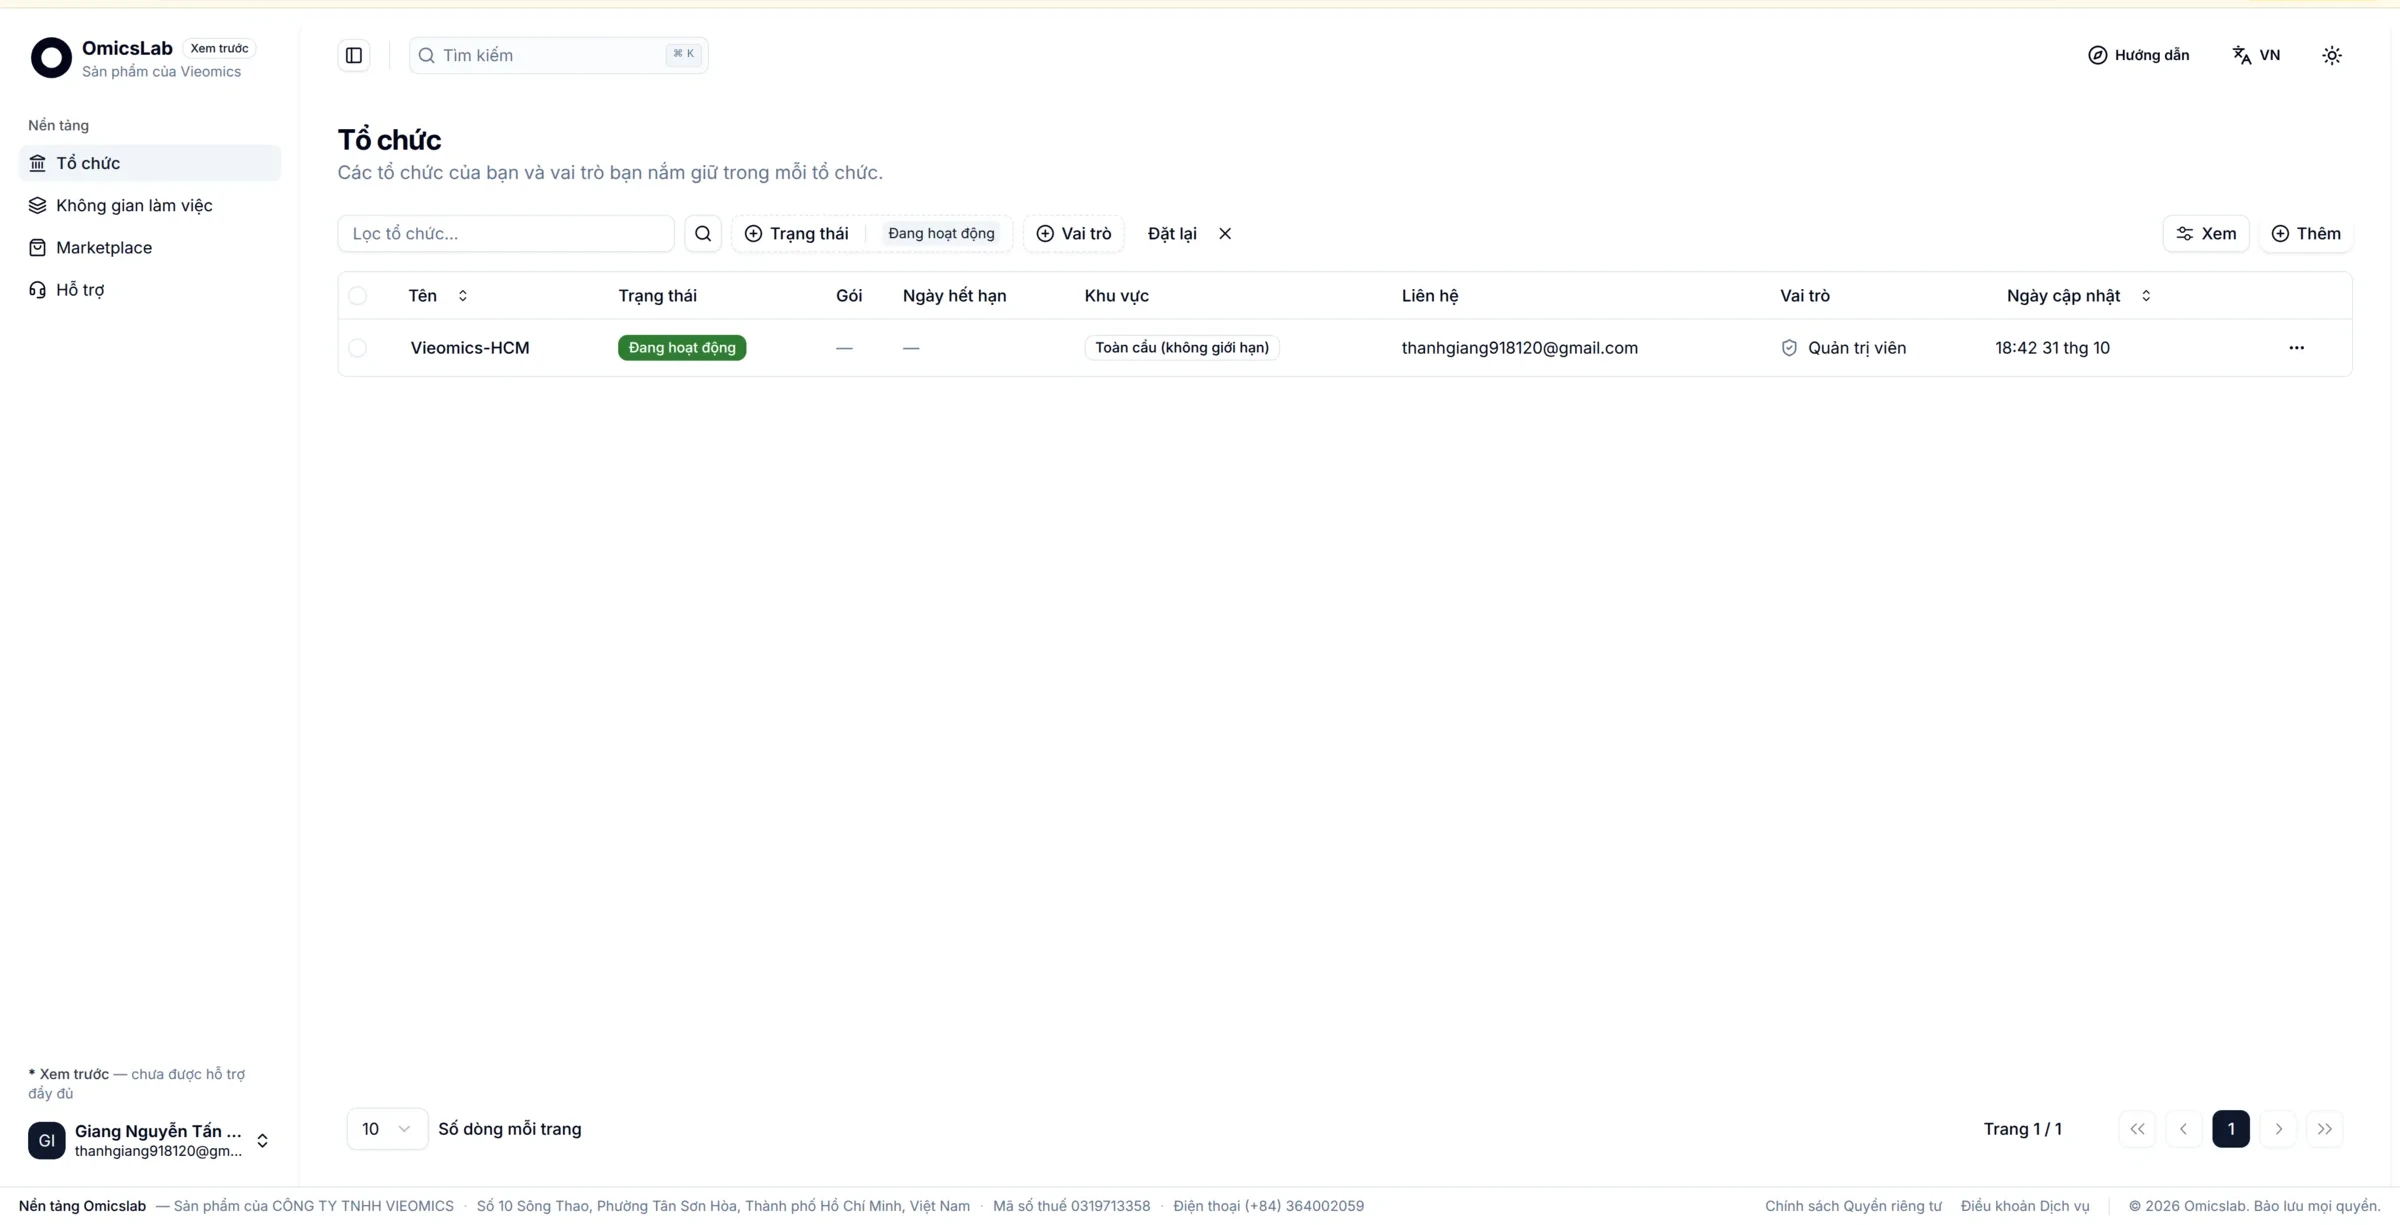 OmicsLab Xem trước
Sản phẩm của Vieomics
Tìm kiếm ⌘ K
Hướng dẫn VN
Nền tảng
Tổ chức
Không gian làm việc
Marketplace
Hỗ trợ
Tổ chức
Các tổ chức của bạn và vai trò bạn nắm giữ trong mỗi tổ chức.
Lọc tổ chức... Trạng thái Đang hoạt động Vai trò Đặt lại Xem Thêm
Tên Trạng thái Gói Ngày hết hạn Khu vực Liên hệ Vai trò Ngày cập nhật
Vieomics-HCM Đang hoạt động — — Toàn cầu (không giới hạn) thanhgiang918120@gmail.com Quản trị viên 18:42 31 thg 10
* Xem trước — chưa được hỗ trợ
đầy đủ
GI Giang Nguyễn Tấn ...
thanhgiang918120@gm...
10 Số dòng mỗi trang Trang 1 / 1 1
Nền tảng Omicslab — Sản phẩm của CÔNG TY TNHH VIEOMICS · Số 10 Sông Thao, Phường Tân Sơn Hòa, Thành phố Hồ Chí Minh, Việt Nam · Mã số thuế 0319713358 · Điện thoại (+84) 364002059 Chính sách Quyền riêng tư Điều khoản Dịch vụ © 2026 Omicslab. Bảo lưu mọi quyền.